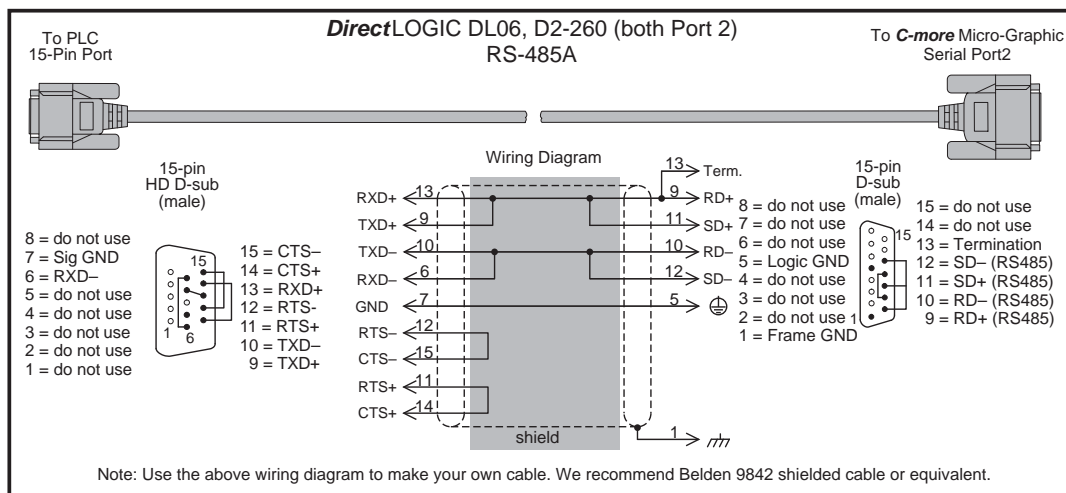 DirectLOGIC DL06, D2-260 (both Port 2)
RS-485A
To PLC
15-Pin Port
To C-more Micro-Graphic
Serial Port2
15-pin
HD D-sub
(male)
8 = do not use
7 = Sig GND
6 = RXD–
5 = do not use
4 = do not use
3 = do not use
2 = do not use
1 = do not use
15
1
6
15 = CTS–
14 = CTS+
13 = RXD+
12 = RTS-
11 = RTS+
10 = TXD–
9 = TXD+
Wiring Diagram
13 Term.
RXD+ 13 9 RD+
TXD+ 9 11 SD+
TXD– 10 10 RD–
RXD– 6 12 SD–
GND 7 5
RTS– 12
CTS– 15
RTS+ 11
CTS+ 14
shield
1
15-pin
D-sub
(male)
8 = do not use
7 = do not use
6 = do not use
5 = Logic GND
4 = do not use
3 = do not use
2 = do not use
1 = Frame GND
15
1
15 = do not use
14 = do not use
13 = Termination
12 = SD– (RS485)
11 = SD+ (RS485)
10 = RD– (RS485)
9 = RD+ (RS485)
Note: Use the above wiring diagram to make your own cable. We recommend Belden 9842 shielded cable or equivalent.